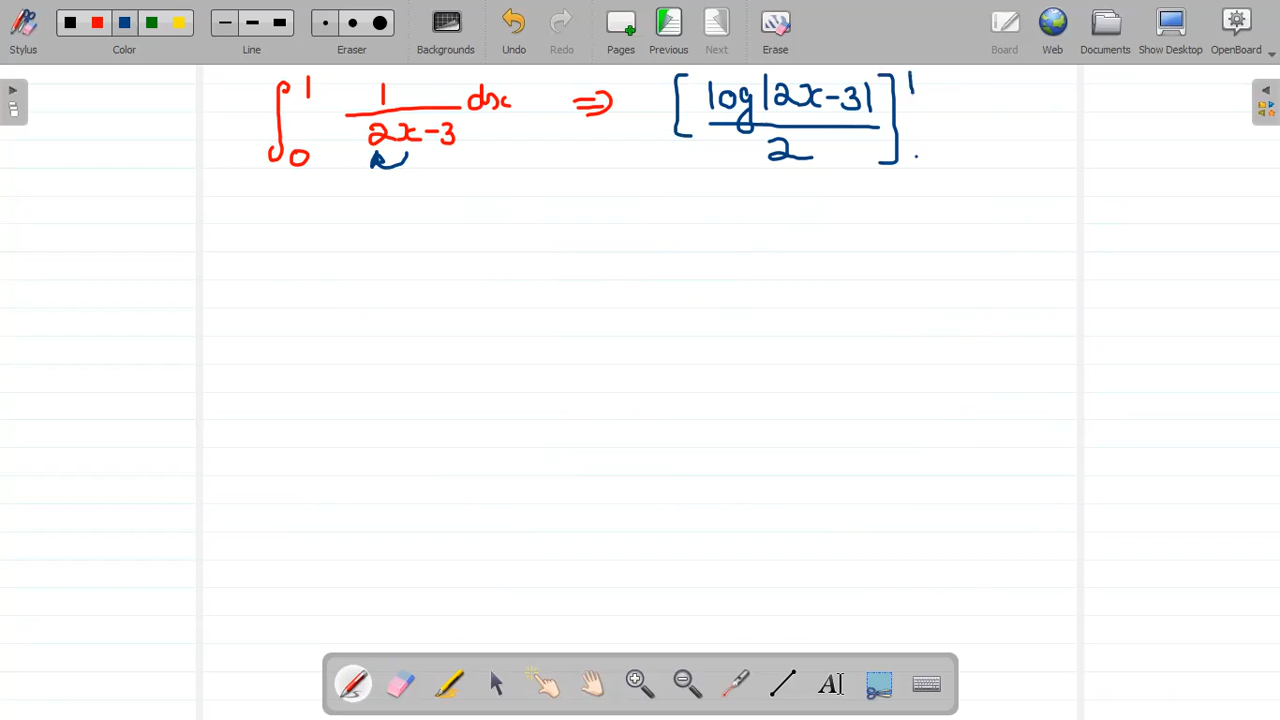 Stylus Color Line Eraser Backgrounds Undo Redo Pages Previous Next Erase Board Web Documents Show Desktop OpenBoard
∫₀¹ 1/(2x-3) dx ⇒ [log|2x-3|/2]¹